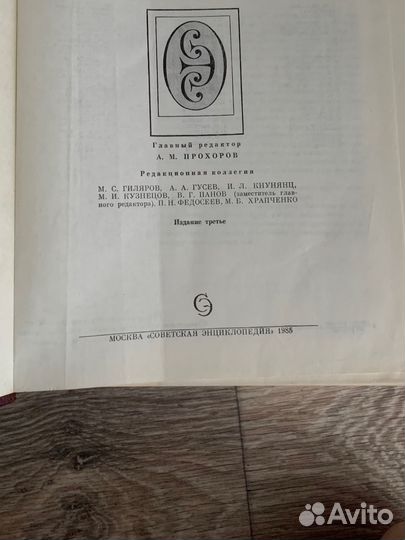 Главный редактор
А. М. ПРОХОРОВ
Редакционная коллегия
М. С. ГИЛЯРОВ, А. А. ГУСЕВ, И. Л. КНУНЯНЦ,
М. И. КУЗНЕЦОВ, В. Г. ПАНОВ (заместитель глав-
ного редактора), П. Н. ФЕДОСЕЕВ, М. Б. ХРАПЧЕНКО
Издание третье
МОСКВА «СОВЕТСКАЯ ЭНЦИКЛОПЕДИЯ» 1985
Avito